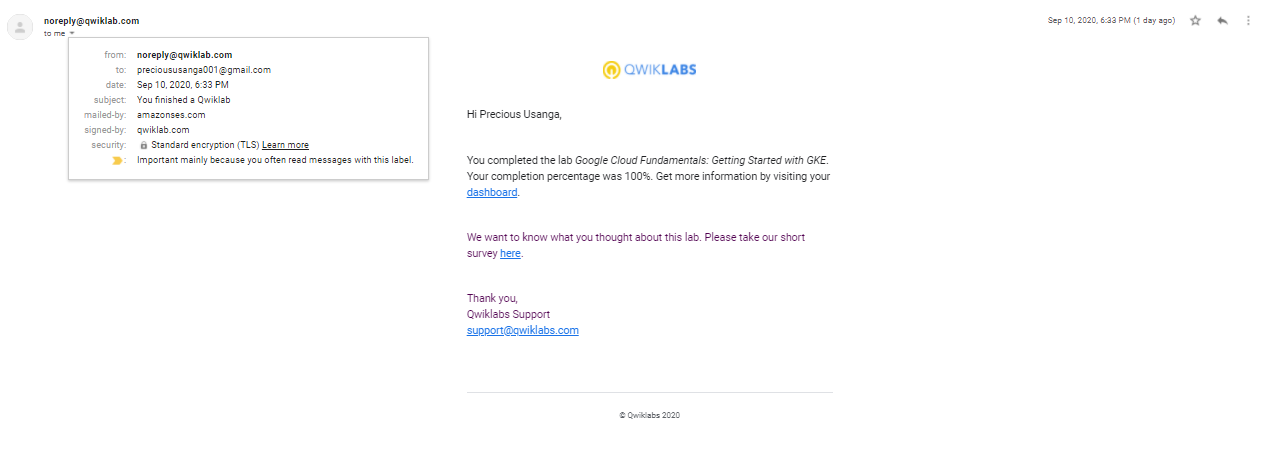 noreply@qwiklab.com
Sep 10, 2020, 6:33 PM (1 day ago)
to me
from: noreply@qwiklab.com
to: precioususanga001@gmail.com
date: Sep 10, 2020, 6:33 PM
subject: You finished a Qwiklab
mailed-by: amazonses.com
signed-by: qwiklab.com
security: Standard encryption (TLS) Learn more
: Important mainly because you often read messages with this label.
QWIKLABS
Hi Precious Usanga,
You completed the lab Google Cloud Fundamentals: Getting Started with GKE.
Your completion percentage was 100%. Get more information by visiting your
dashboard.
We want to know what you thought about this lab. Please take our short
survey here.
Thank you,
Qwiklabs Support
support@qwiklabs.com
© Qwiklabs 2020